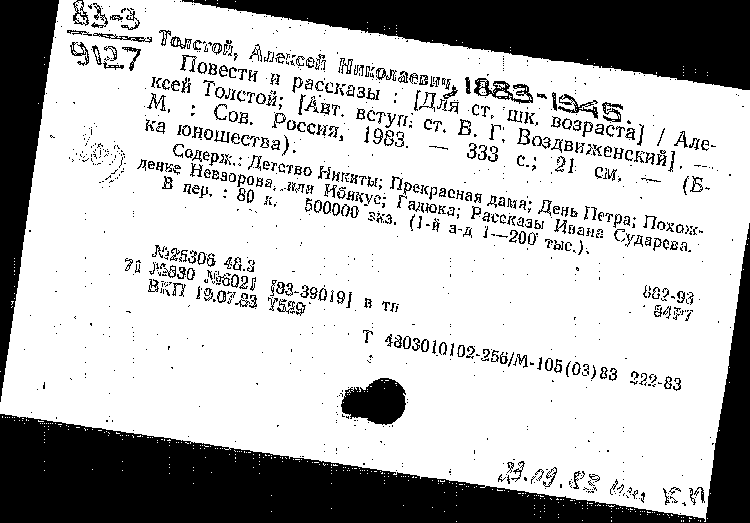 83-3
9127
Толстой, Алексей Николаевич, 1883-1945.
Повести и рассказы : [Для ст. шк. возраста] / Але-
ксей Толстой; [Авт. вступ. ст. В. Г. Воздвиженский]. —
М. : Сов. Россия, 1983. — 333 с.; 21 см. — (Б-
ка юношества).
Содерж.: Детство Никиты; Прекрасная дама; День Петра; Похож-
дение Невзорова, или Ибикус; Гадюка; Рассказы Ивана Сударева.
В пер. : 80 к. 500000 экз. (1-й з-д 1—200 тыс.).
№25306 48.3
71 №830 №6021 [83-39019] в тп
ВКП 19.07.83 Т589
882-93
84Р7
Т 4803010102-256/М-105(03)83 222-83
23.09.83